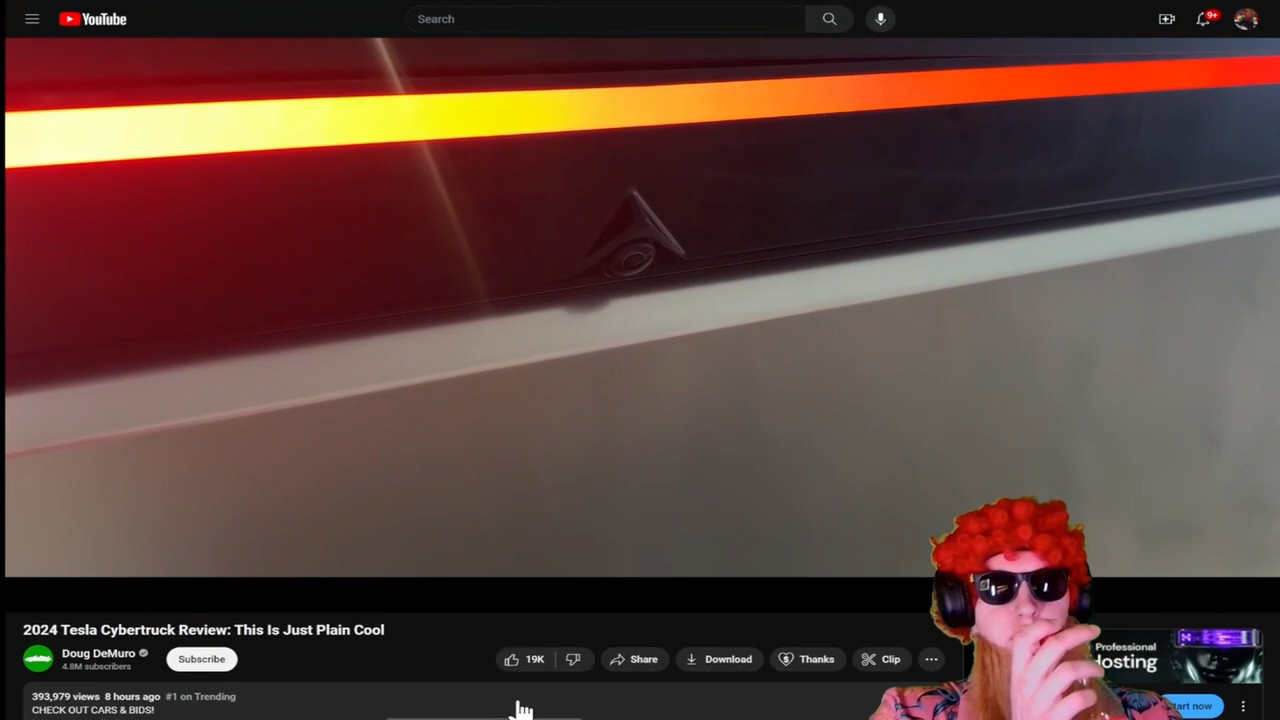 YouTube
Search
9+
2024 Tesla Cybertruck Review: This Is Just Plain Cool
Doug DeMuro
4.8M subscribers
Subscribe
19K
Share
Download
Thanks
Clip
393,979 views 8 hours ago #1 on Trending
CHECK OUT CARS & BIDS!
Professional
Hosting